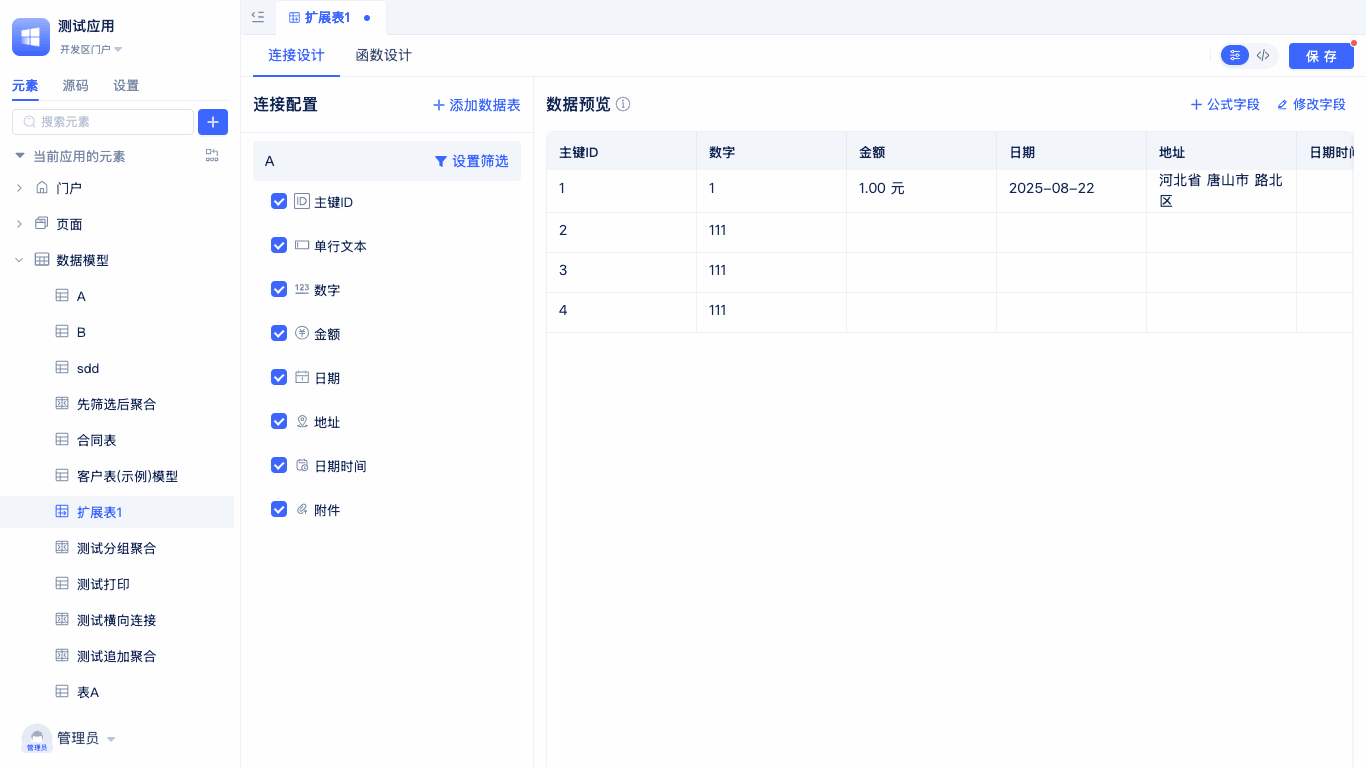 测试应用
开发区门户
元素 源码 设置
搜索元素
当前应用的元素
门户
页面
数据模型
A
B
sdd
先筛选后聚合
合同表
客户表(示例)模型
扩展表1
测试分组聚合
测试打印
测试横向连接
测试追加聚合
表A
管理员
管理员
扩展表1
连接设计 函数设计
保存
连接配置
添加数据表
A
设置筛选
ID 主键ID
单行文本
123 数字
金额
日期
地址
日期时间
附件
数据预览
公式字段 修改字段
主键ID 数字 金额 日期 地址 日期时间
1 1 1.00 元 2025-08-22 河北省 唐山市 路北
区
2 111
3 111
4 111